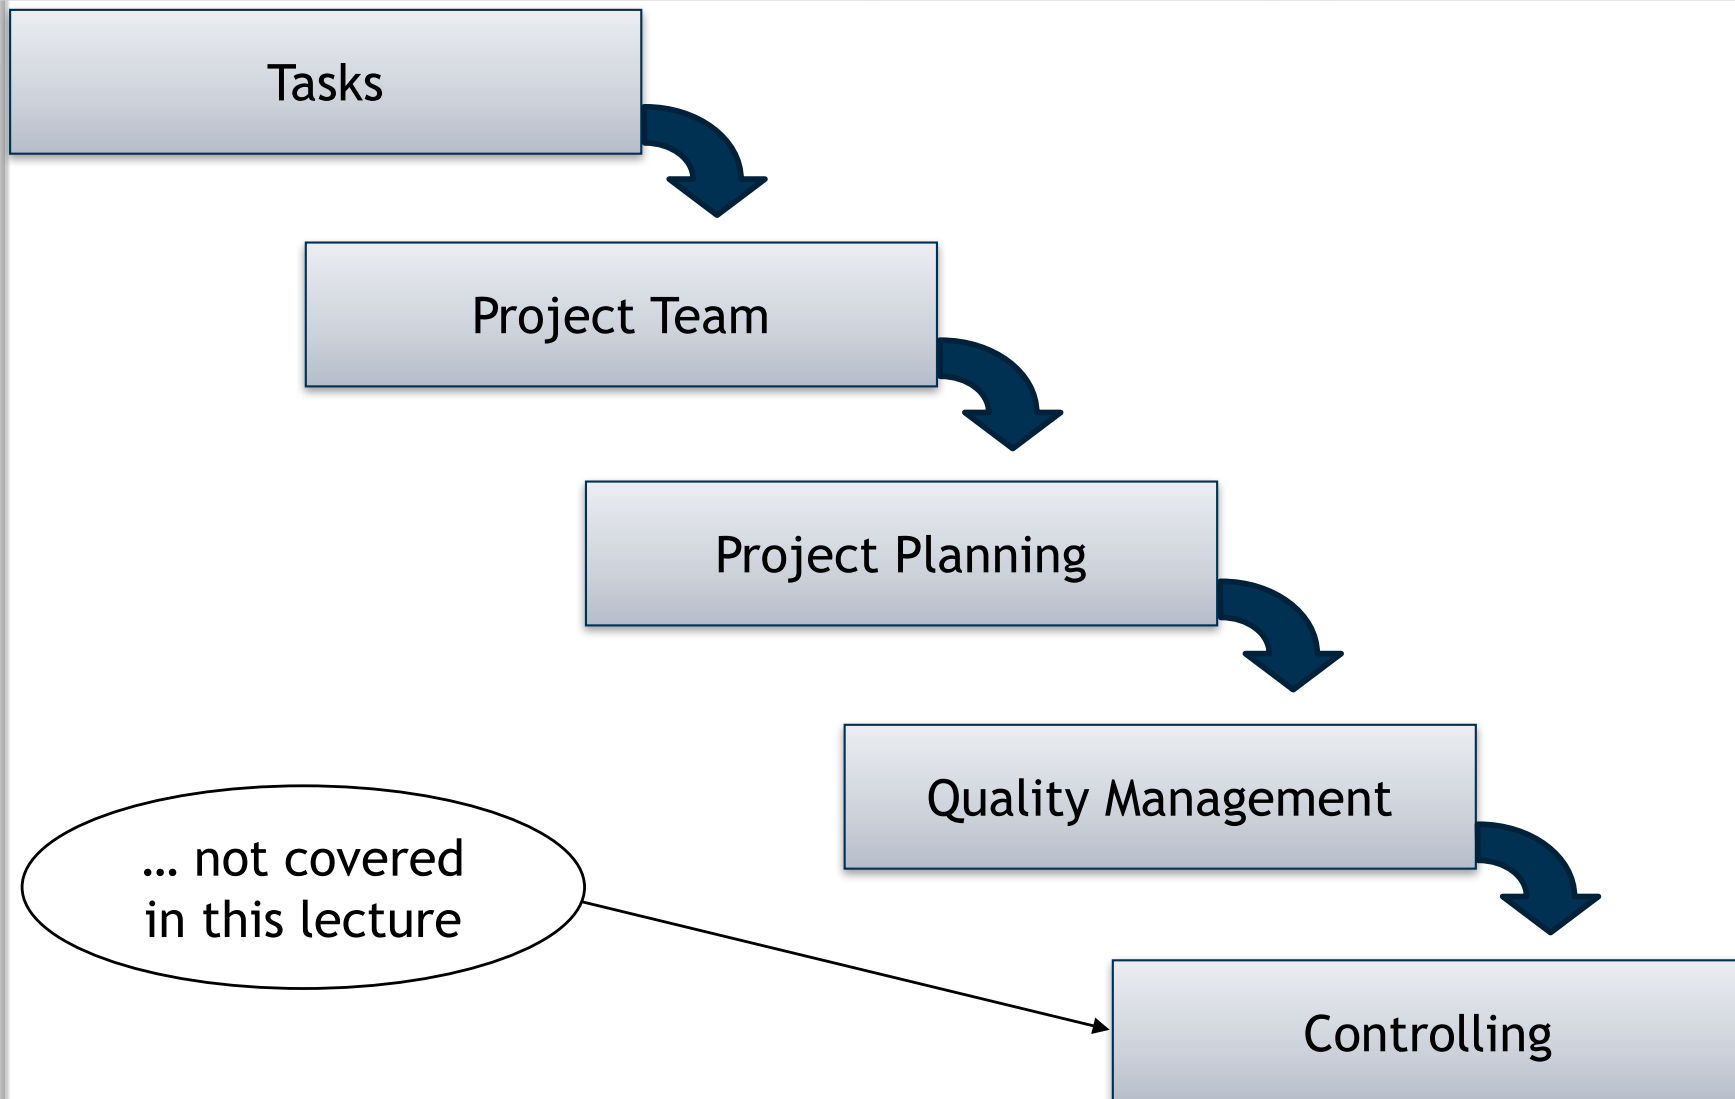 Tasks
Project Team
Project Planning
Quality Management
… not covered
in this lecture
Controlling